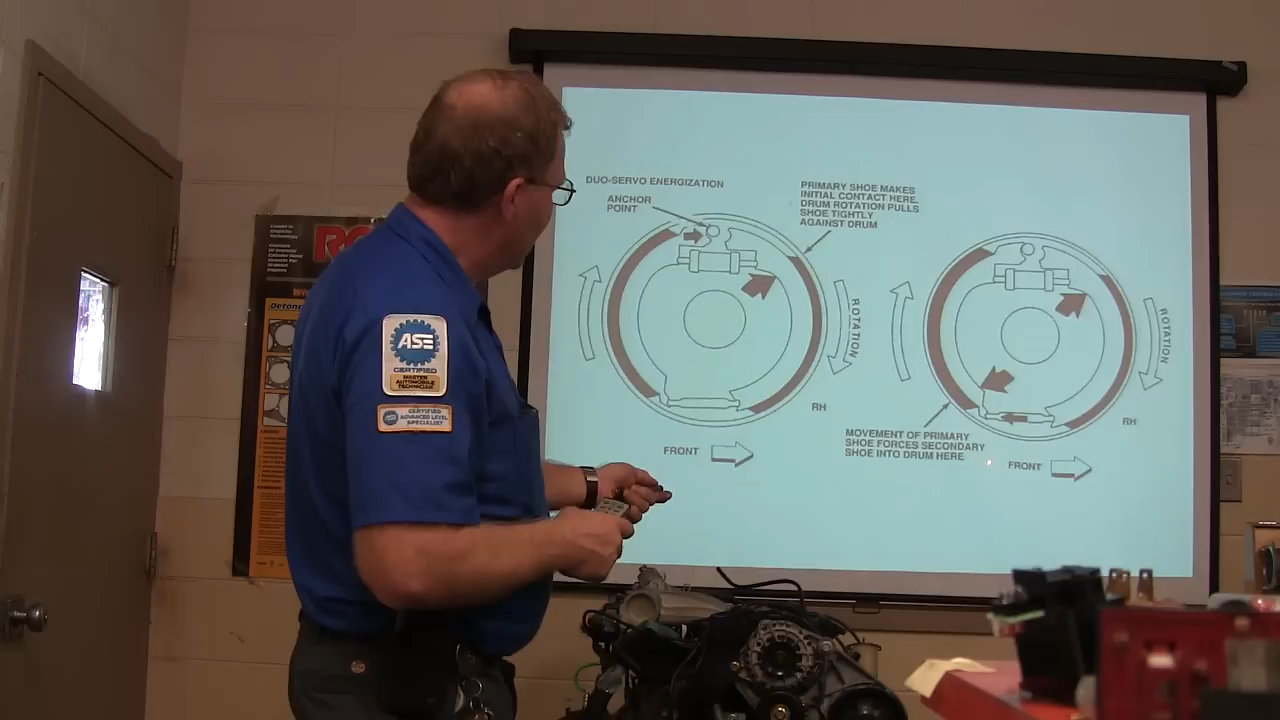 DUO-SERVO ENERGIZATION
ANCHOR
POINT
PRIMARY SHOE MAKES
INITIAL CONTACT HERE.
DRUM ROTATION PULLS
SHOE TIGHTLY
AGAINST DRUM
ROTATION
RH
FRONT
MOVEMENT OF PRIMARY
SHOE FORCES SECONDARY
SHOE INTO DRUM HERE
ROTATION
RH
FRONT
ASE
CERTIFIED
MASTER
AUTOMOBILE
TECHNICIAN
CERTIFIED
ADVANCED LEVEL
SPECIALIST